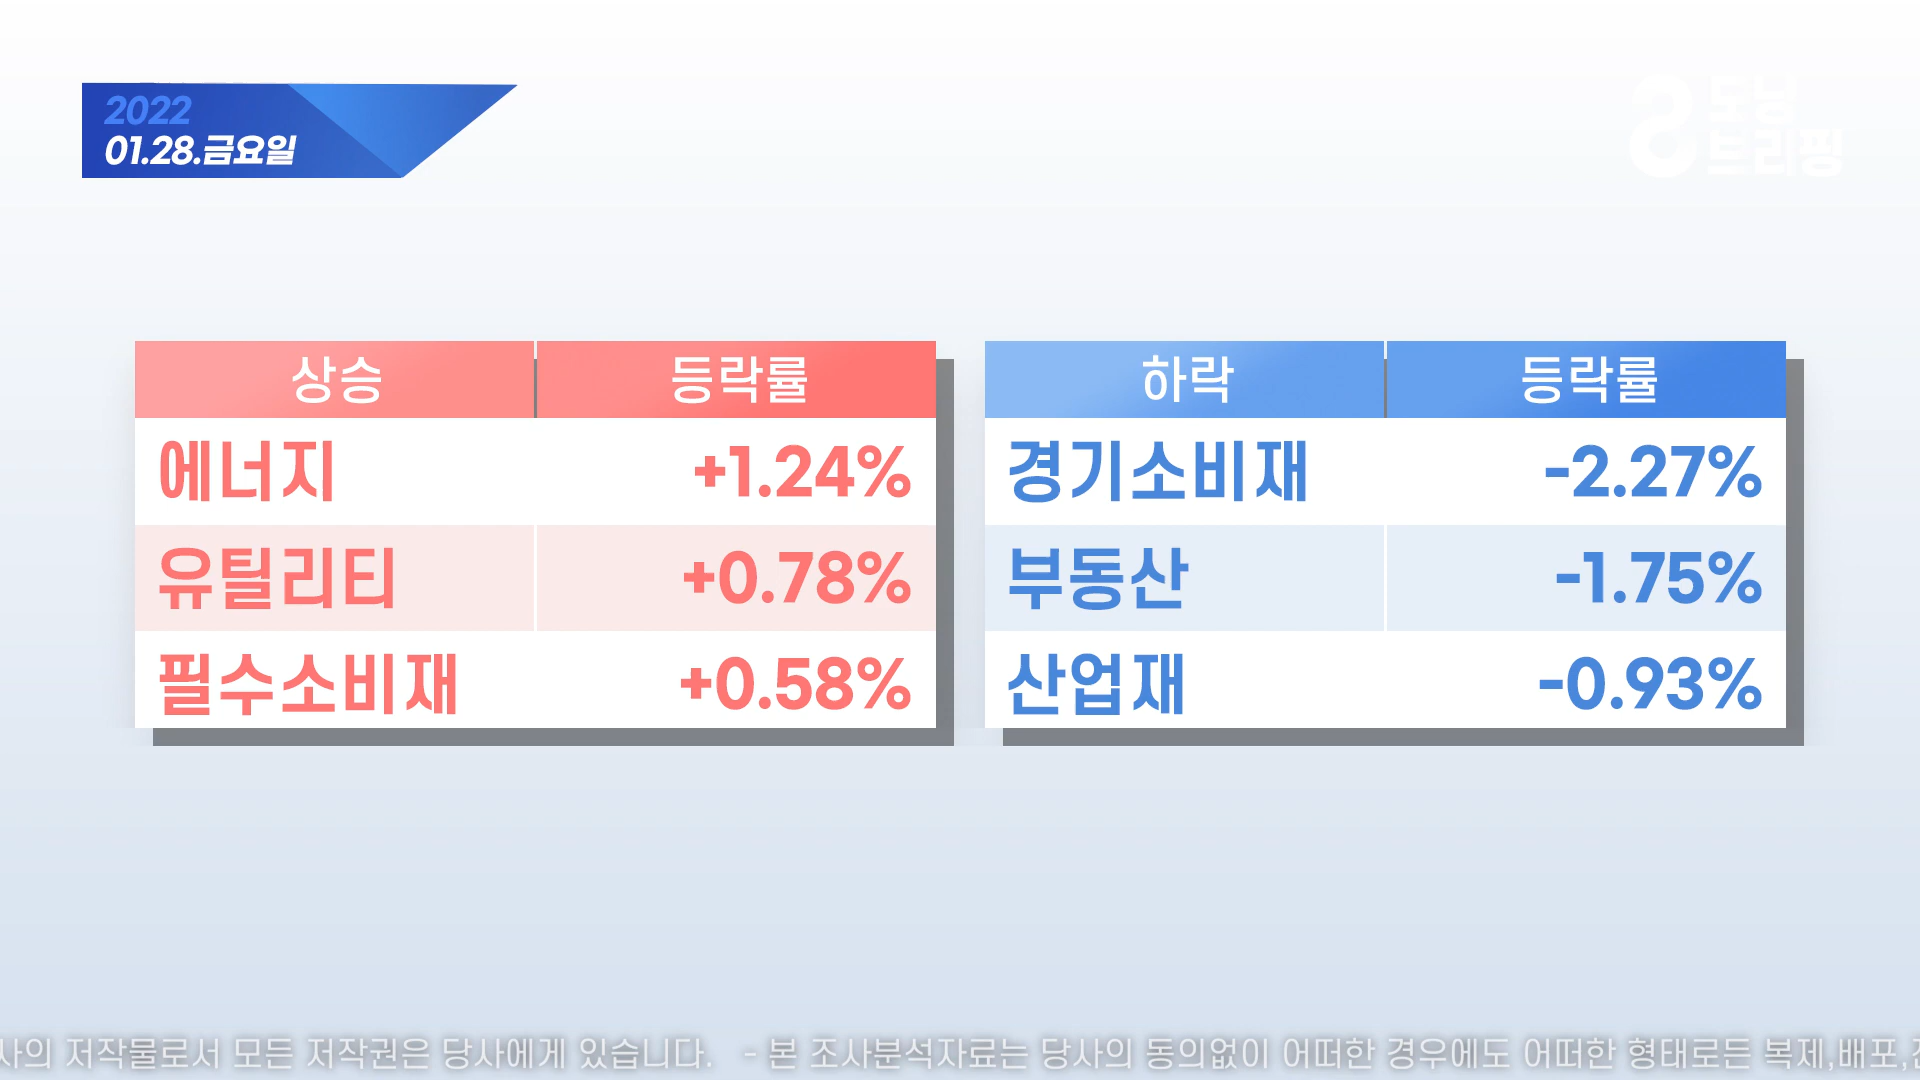 2022
01.28.금요일
모닝
브리핑
상승 등락률
에너지 +1.24%
유틸리티 +0.78%
필수소비재 +0.58%
하락 등락률
경기소비재 -2.27%
부동산 -1.75%
산업재 -0.93%
사의 저작물로서 모든 저작권은 당사에게 있습니다. - 본 조사분석자료는 당사의 동의없이 어떠한 경우에도 어떠한 형태로든 복제,배포,